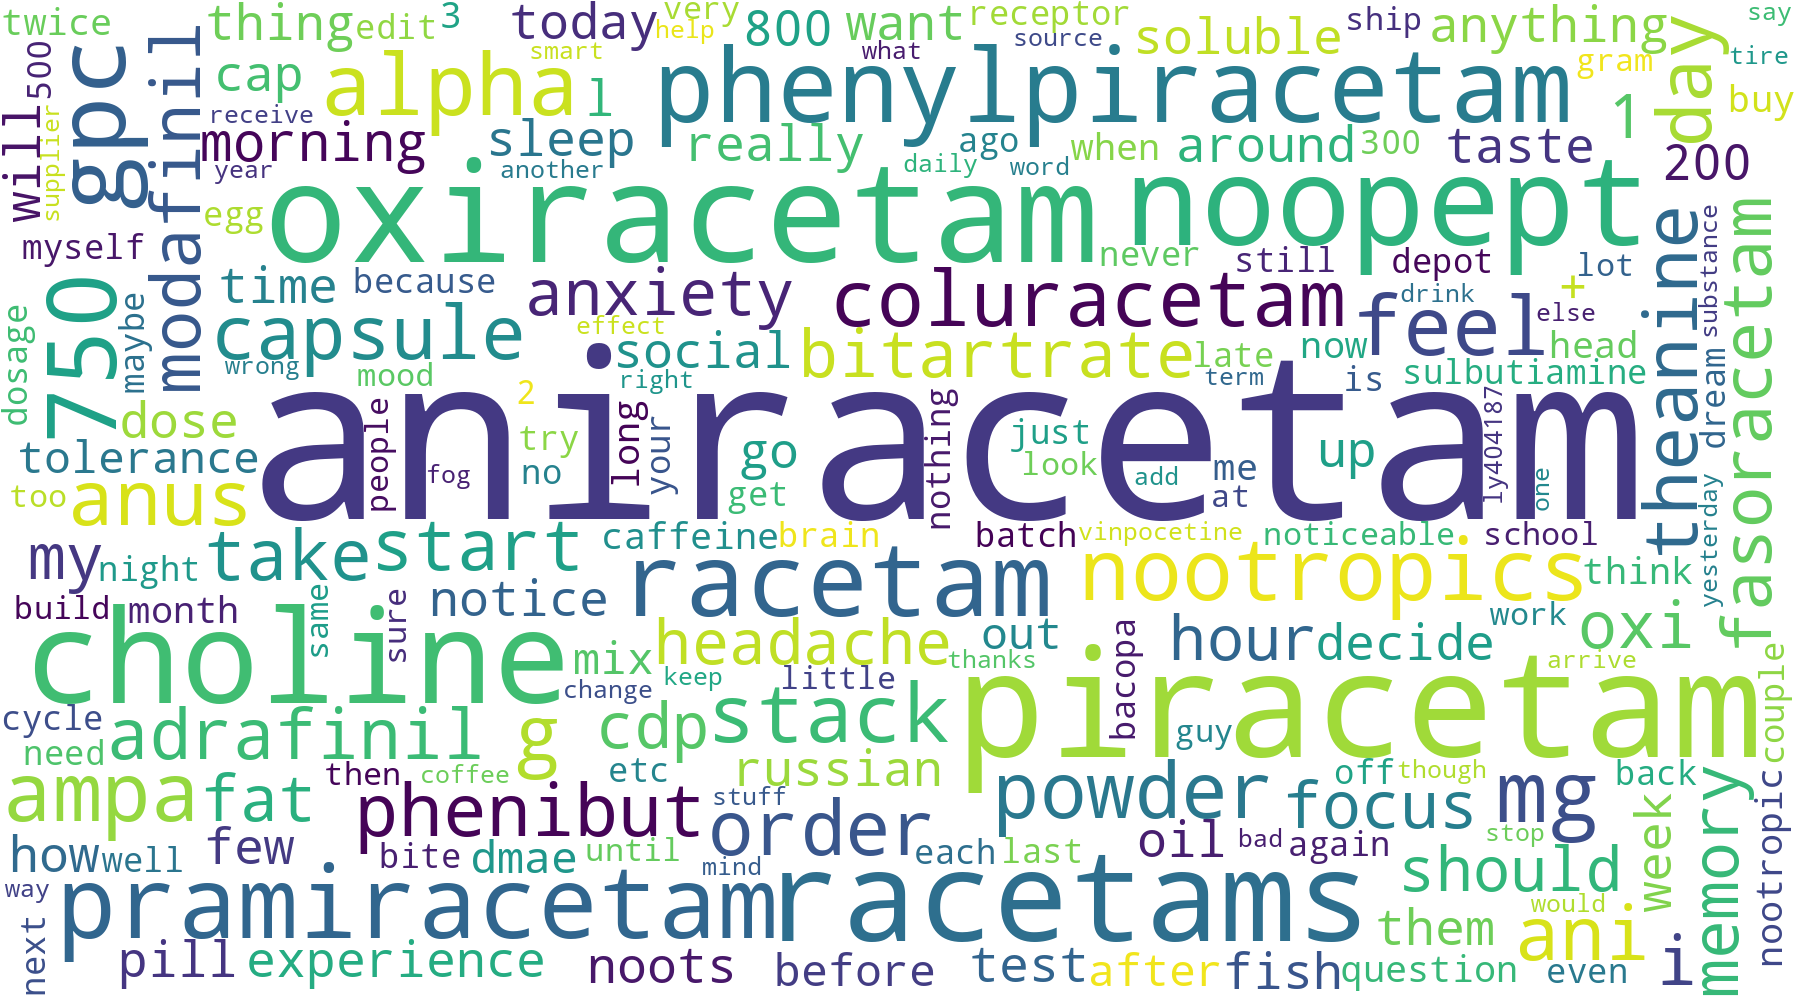 twice
thing
edit
3
today
very
help
smart
800
want
what
receptor
source
soluble
ship
anything
say
tire
500
gpc
modafinil
cap
alpha
l
phenylpiracetam
gram
1
day
buy
will
supplier
receive
morning
year
sleep
another
really
daily
ago
word
when
around
300
taste
200
egg
oxiracetam
noopept
myself
never
still
depot
lot
substance
fasoracetam
theanine
750
time
because
anxiety
coluracetam
drink
+
else
feel
head
dosage
maybe
capsule
effect
social
bitartrate
late
now
is
sulbutiamine
wrong
mood
2
right
term
dose
people
aniracetam
try
long
your
nothing
just
look
go
up
me
ly404187
dream
tolerance
fog
no
get
add
at
one
yesterday
too
anus
my
night
take
start
caffeine
brain
batch
vinpocetine
noticeable
school
racetam
nootropics
think
build
month
same
sure
notice
work
choline
headache
out
bacopa
hour
decide
oxi
mix
thanks
arrive
change
keep
little
piracetam
couple
cycle
need
adrafinil
g
cdp
stack
guy
ampa
fat
then
coffee
etc
russian
powder
off
though
back
phenibut
stuff
order
focus
mg
memory
nootropic
how
well
few
bite
dmae
until
mind
each
last
oil
bad
again
stop
should
week
way
pramiracetam
racetams
would
next
pill
experience
noots
before
test
after
fish
them
question
ani
even
i